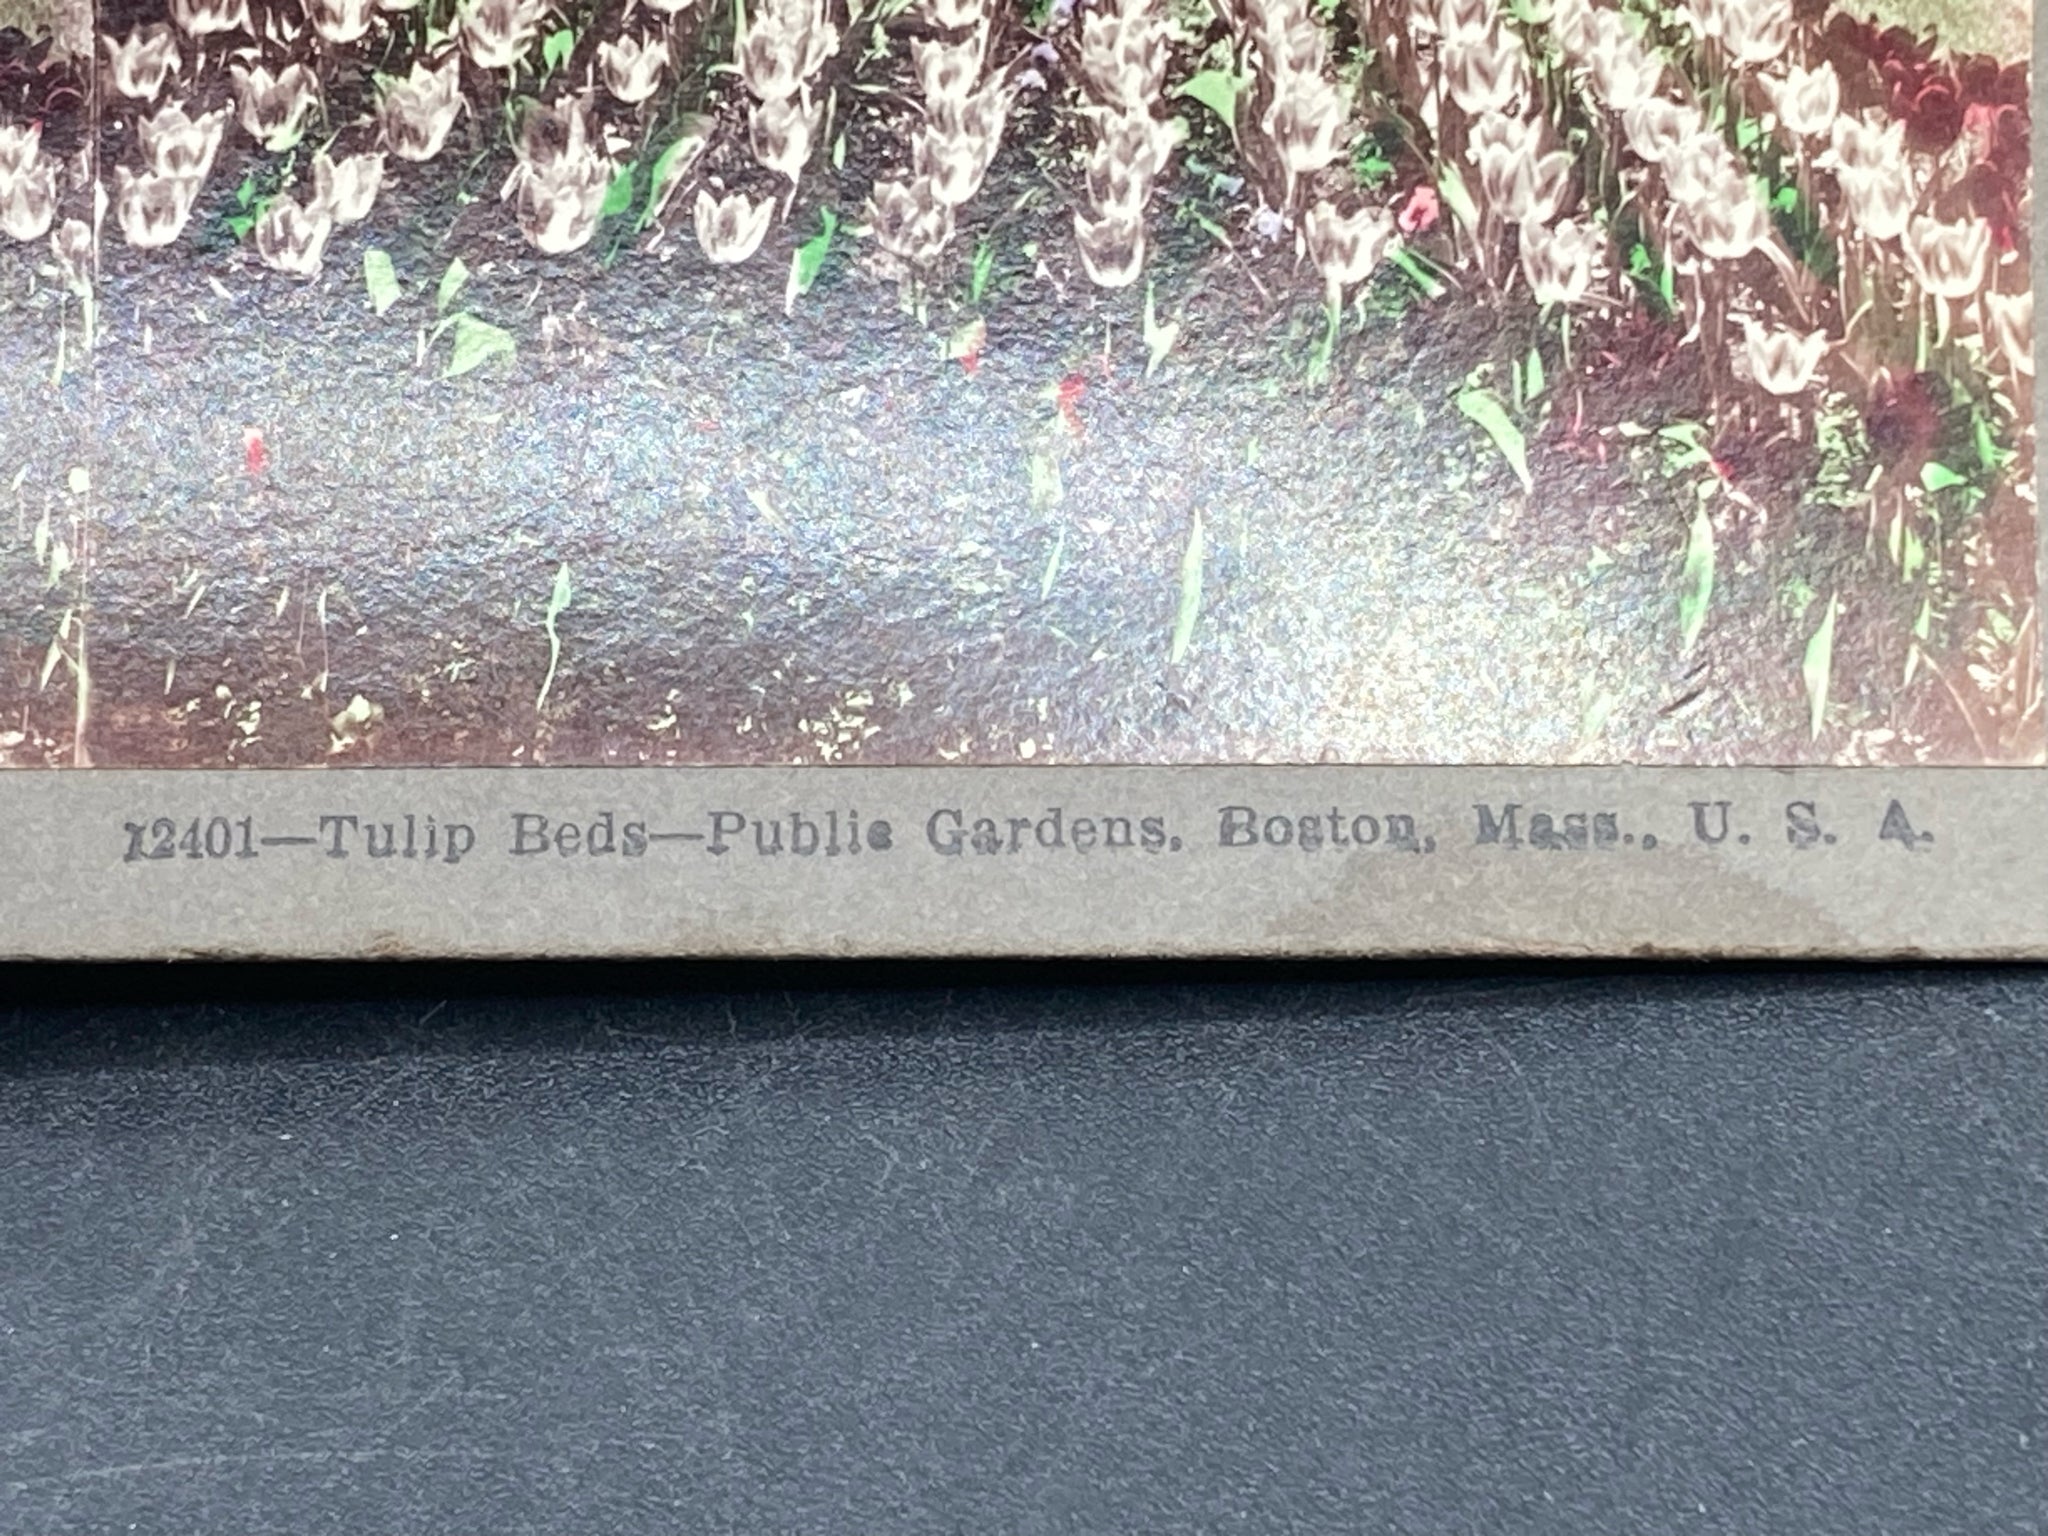 12401—Tulip Beds—Public Gardens, Boston, Mass., U. S. A.